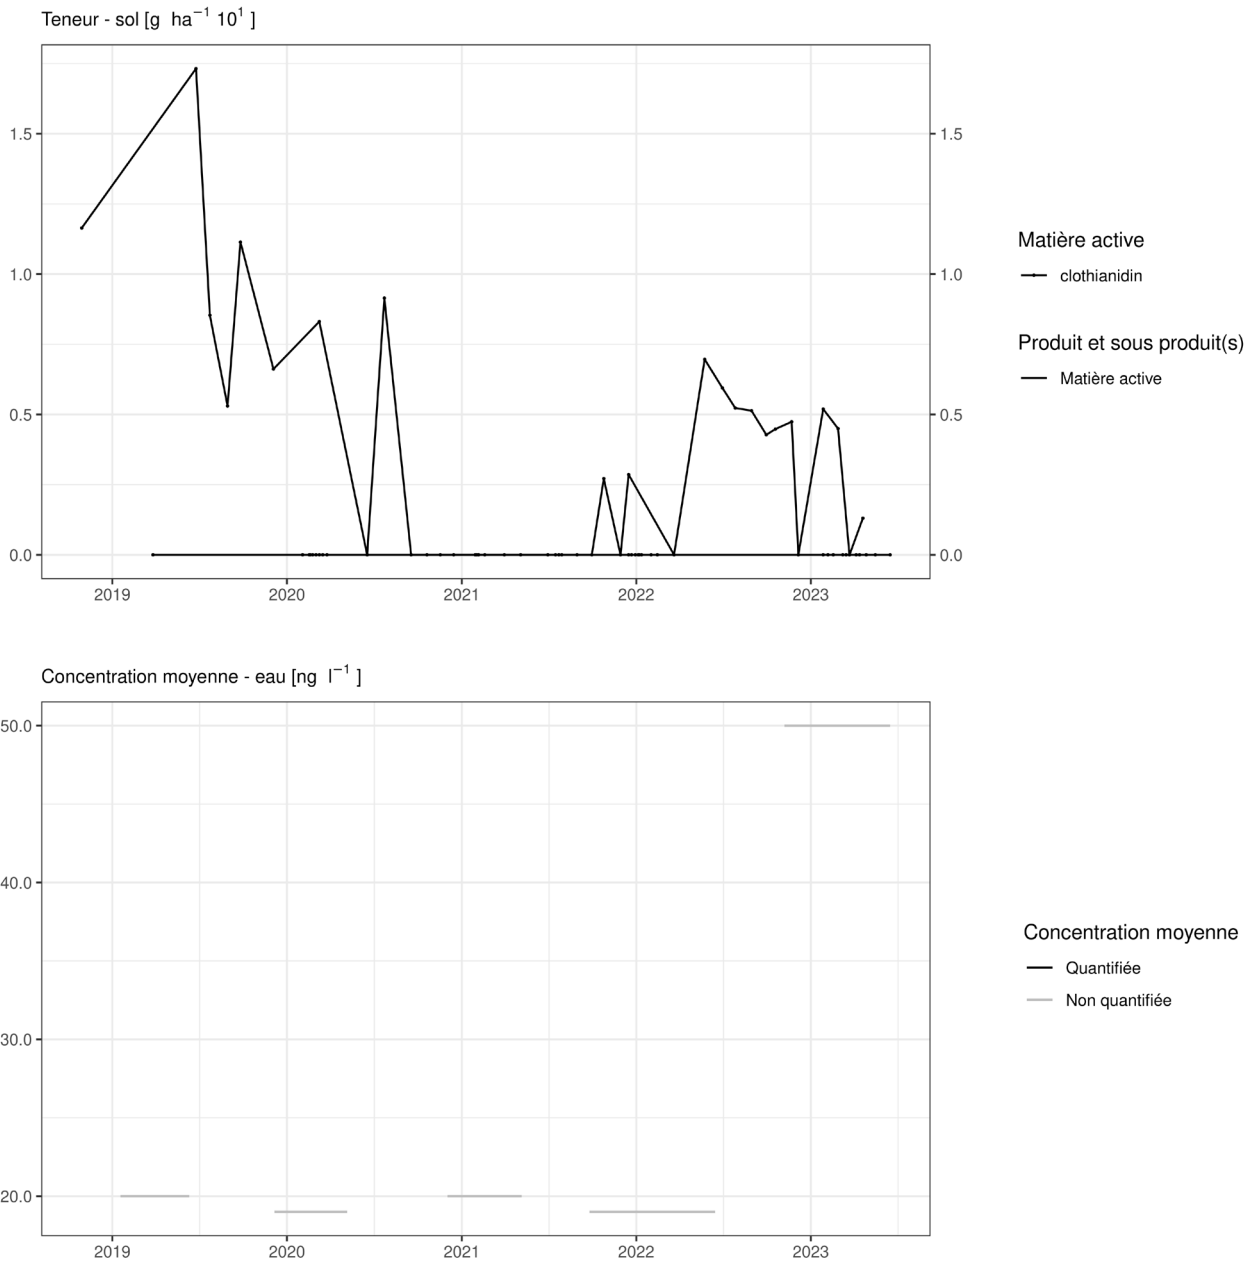 Teneur - sol [g ha−1 101 ]
1.5
1.0
0.5
0.0
1.5
1.0
0.5
0.0
2019 2020 2021 2022 2023
Matière active
clothianidin
Produit et sous produit(s)
Matière active
Concentration moyenne - eau [ng l−1 ]
50.0
40.0
30.0
20.0
2019 2020 2021 2022 2023
Concentration moyenne
Quantifiée
Non quantifiée